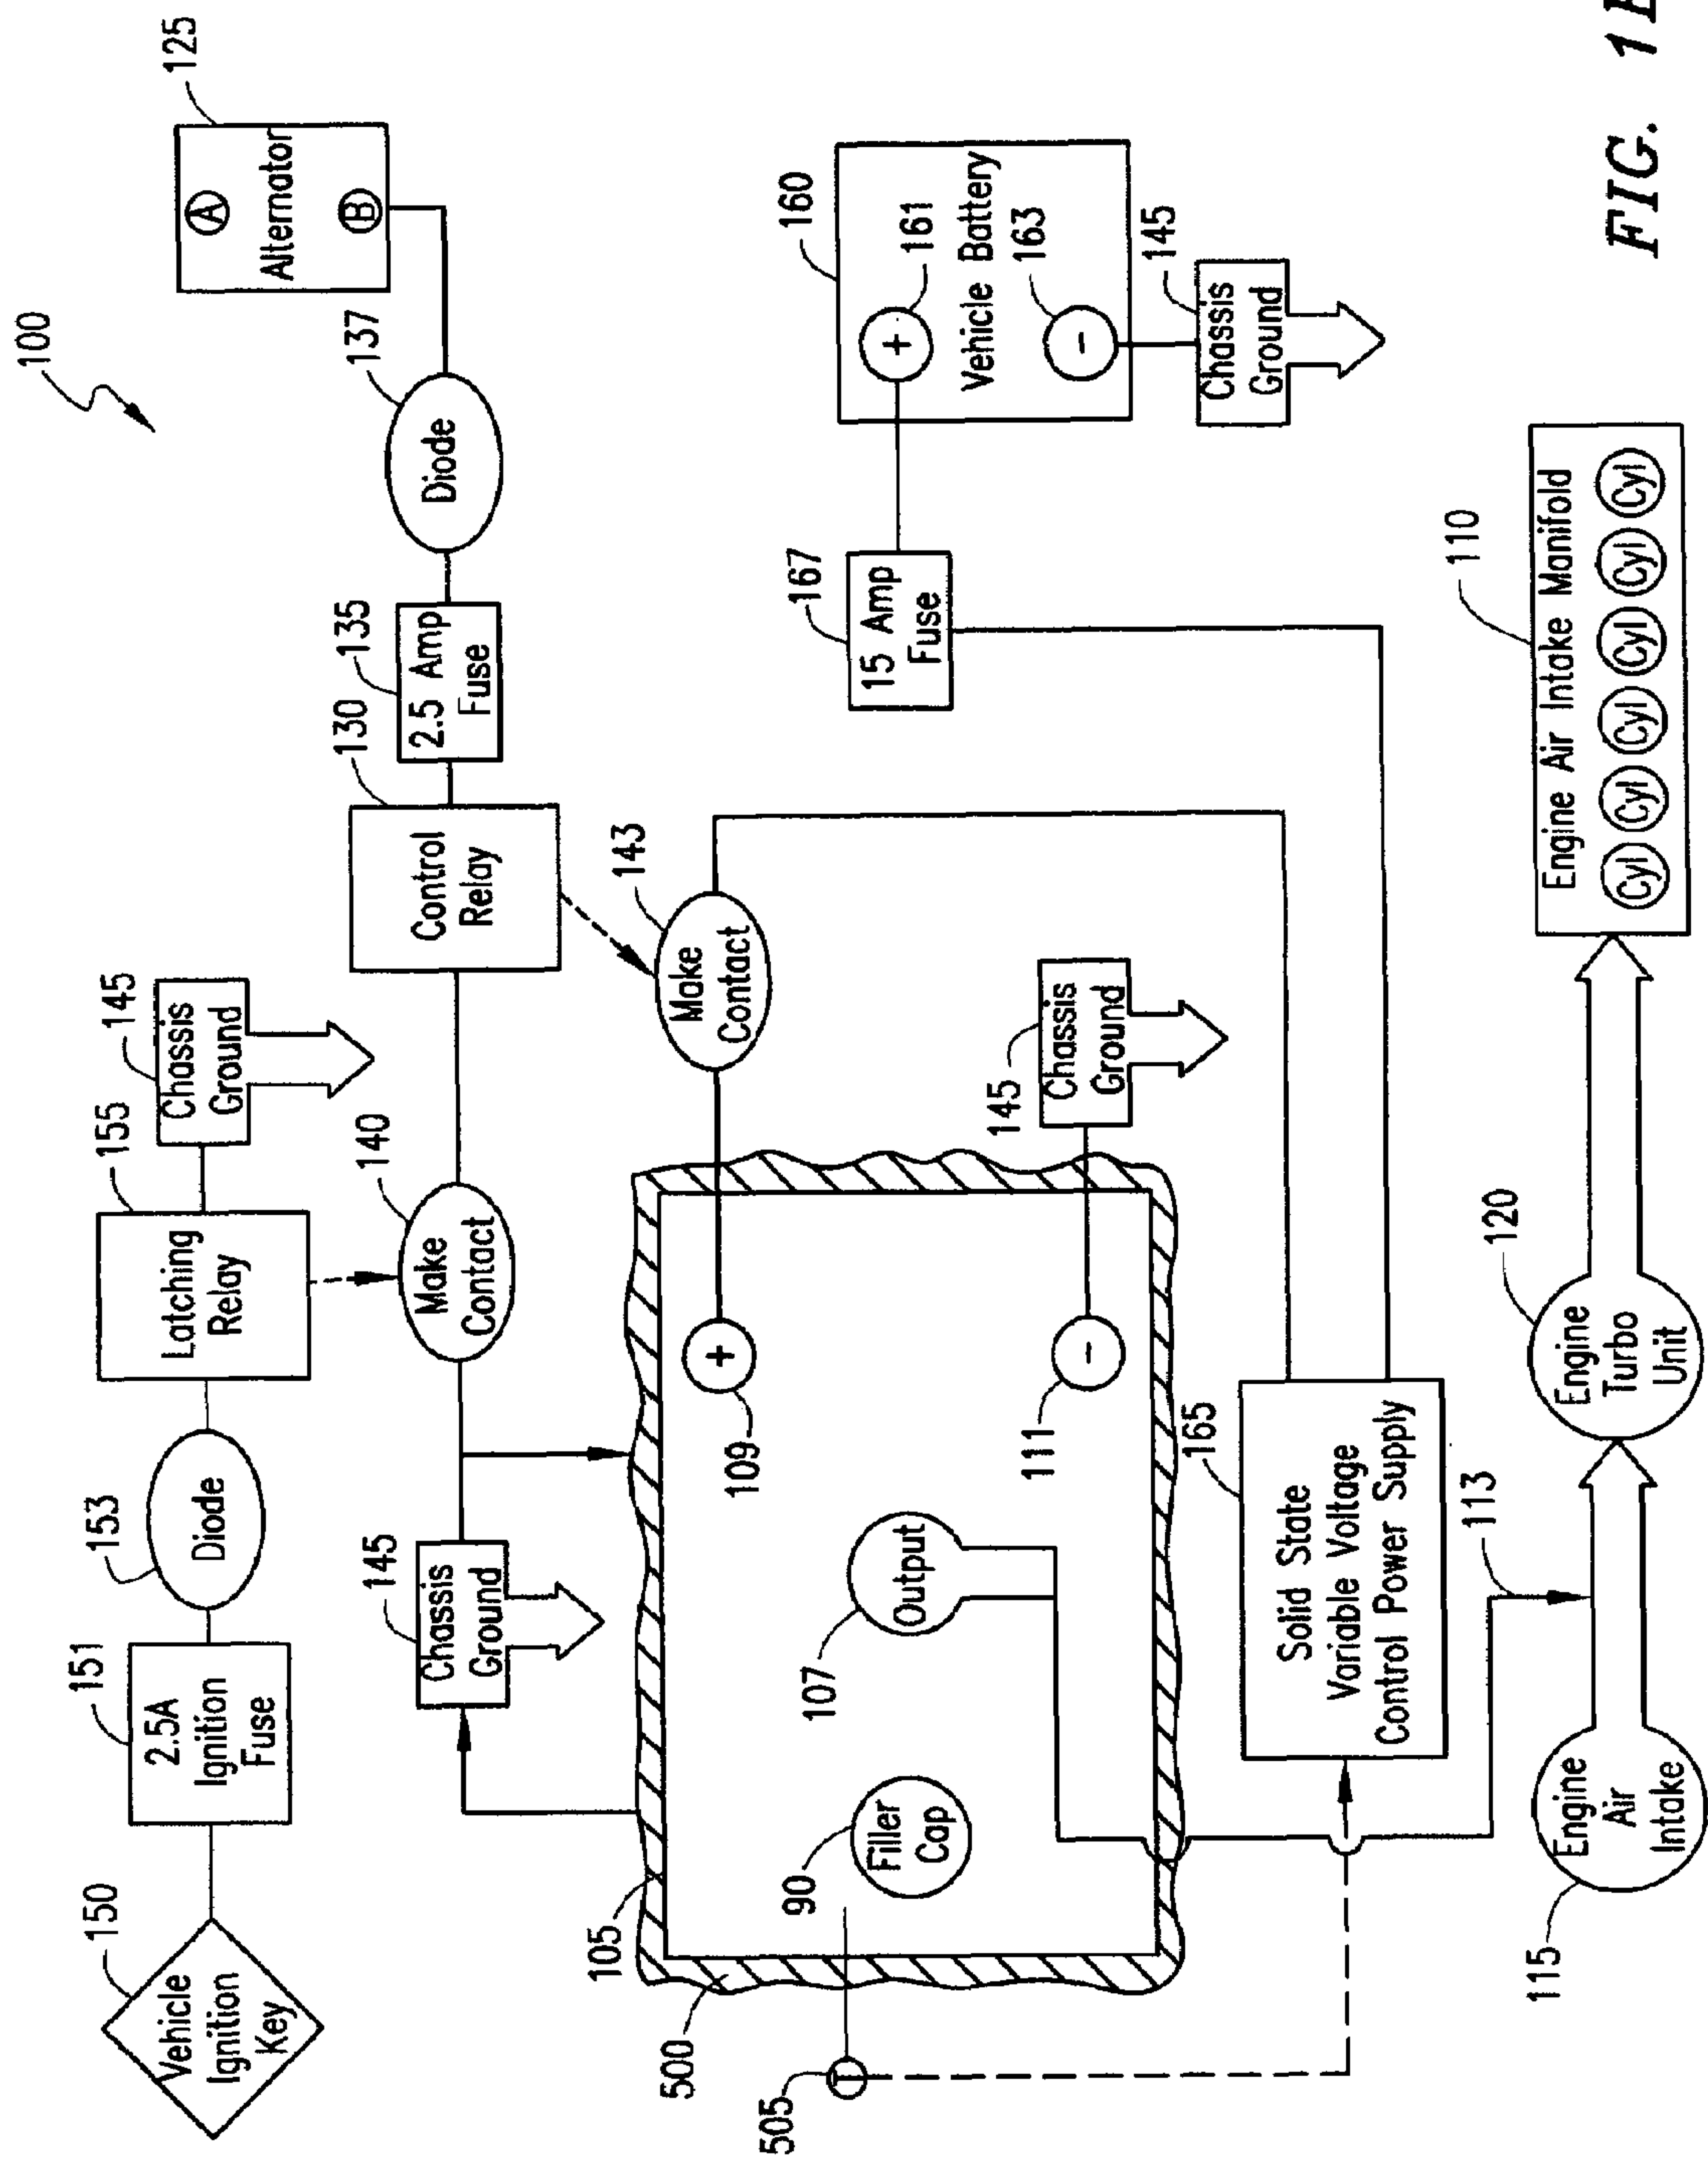 100
150
Vehicle
Ignition
Key
151
2.5A
Ignition
Fuse
153
Diode
155
Latching
Relay
145
Chassis
Ground
125
A
Alternator
B
145
Chassis
Ground
140
Make
Contact
130
Control
Relay
135
2.5 Amp
Fuse
137
Diode
143
Make
Contact
105
500
505
T
90
Filler
Cap
107
Output
109
+
111
-
145
Chassis
Ground
167
15 Amp
Fuse
160
+
161
Vehicle Battery
-
163
145
Chassis
Ground
165
Solid State
Variable Voltage
Control Power Supply
113
115
Engine
Air
Intake
120
Engine
Turbo
Unit
110
Engine Air Intake Manifold
Cyl Cyl Cyl Cyl Cyl Cyl
FIG. 1